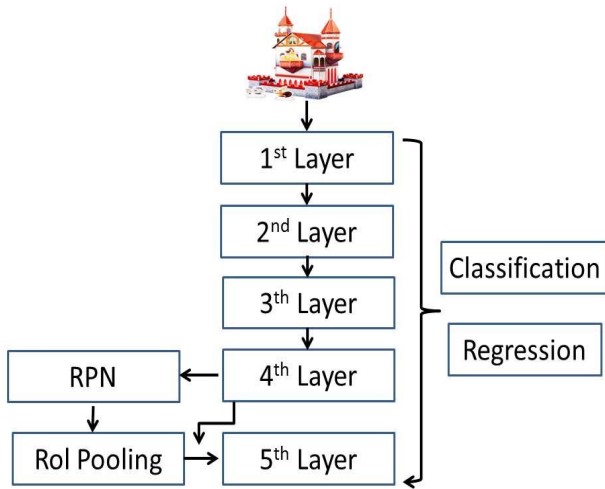 1st Layer
2nd Layer
3th Layer
4th Layer
RPN
RoI Pooling
5th Layer
Classification
Regression